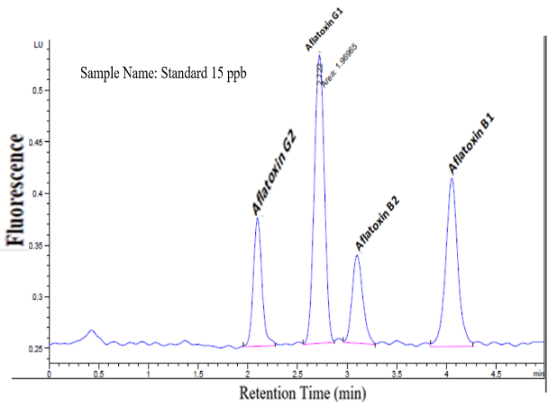 Aflatoxin G1
LU
Sample Name: Standard 15 ppb
Area: 1.96965
0.5
Aflatoxin B1
0.45
Aflatoxin G2
Fluorescence
0.4
Aflatoxin B2
0.35
0.3
0.25
0 0.5 1 1.5 2 2.5 3 3.5 4 4.5 min
Retention Time (min)